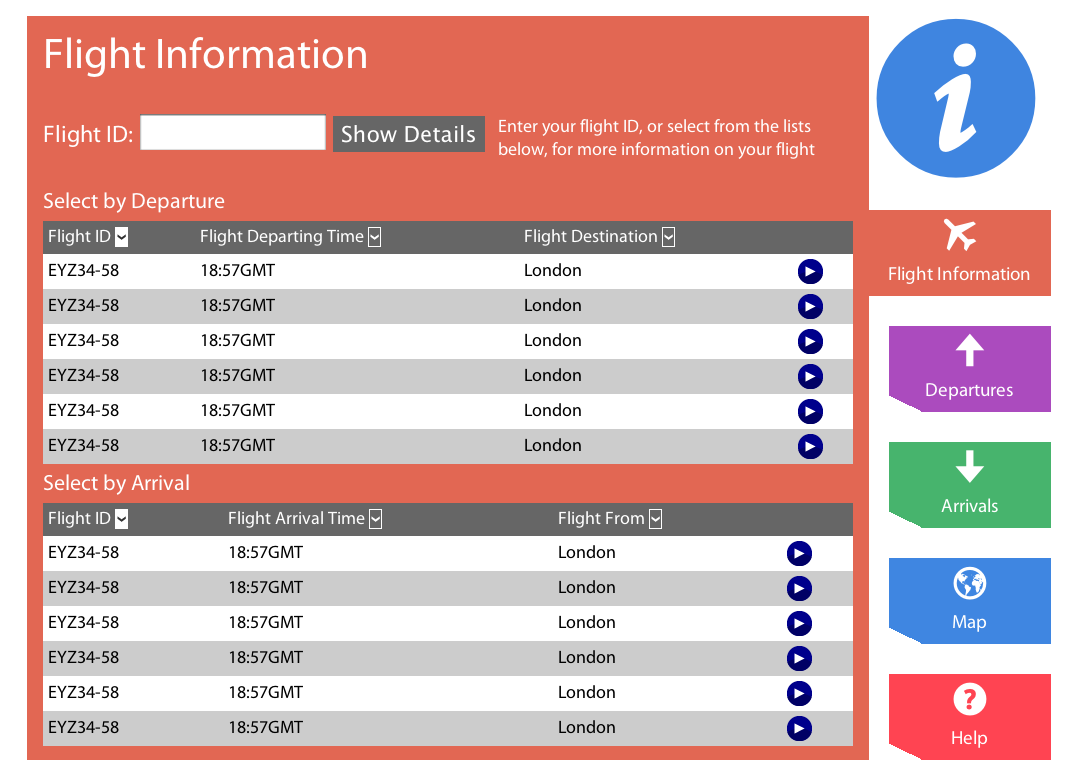 Flight Information
Flight ID: Show Details
Enter your flight ID, or select from the lists
below, for more information on your flight
Select by Departure
Flight ID Flight Departing Time Flight Destination
EYZ34-58 18:57GMT London
EYZ34-58 18:57GMT London
EYZ34-58 18:57GMT London
EYZ34-58 18:57GMT London
EYZ34-58 18:57GMT London
EYZ34-58 18:57GMT London
Select by Arrival
Flight ID Flight Arrival Time Flight From
EYZ34-58 18:57GMT London
EYZ34-58 18:57GMT London
EYZ34-58 18:57GMT London
EYZ34-58 18:57GMT London
EYZ34-58 18:57GMT London
EYZ34-58 18:57GMT London
Flight Information
Departures
Arrivals
Map
Help